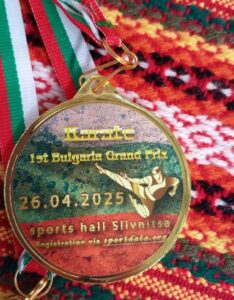 Karate
1st Bulgaria Grand Prix
26.04.2025
sports hall Slivnitsa
Registration via sportdata.org